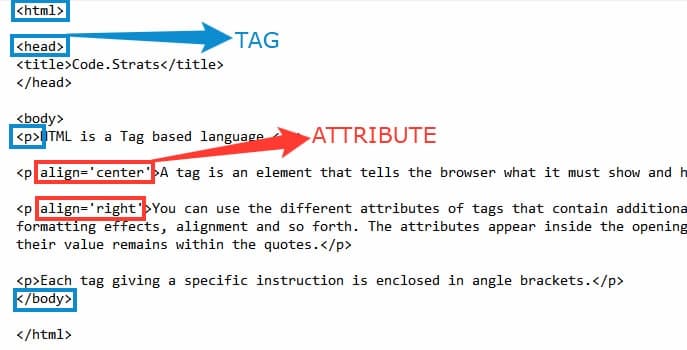 <html>
<head>
TAG
<title>Code.Strats</title>
</head>
<body>
<p>HTML is a Tag based language.
ATTRIBUTE
<p align='center'>A tag is an element that tells the browser what it must show and h
<p align='right'>You can use the different attributes of tags that contain additiona
formatting effects, alignment and so forth. The attributes appear inside the opening
their value remains within the quotes.</p>
<p>Each tag giving a specific instruction is enclosed in angle brackets.</p>
</body>
</html>